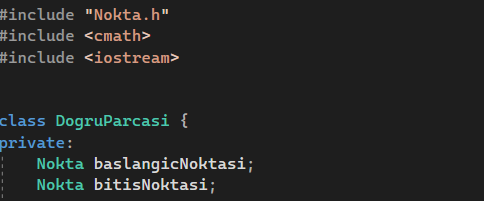 #include "Nokta.h"
#include <cmath>
#include <iostream>
class DogruParcasi {
private:
Nokta baslangicNoktasi;
Nokta bitisNoktasi;